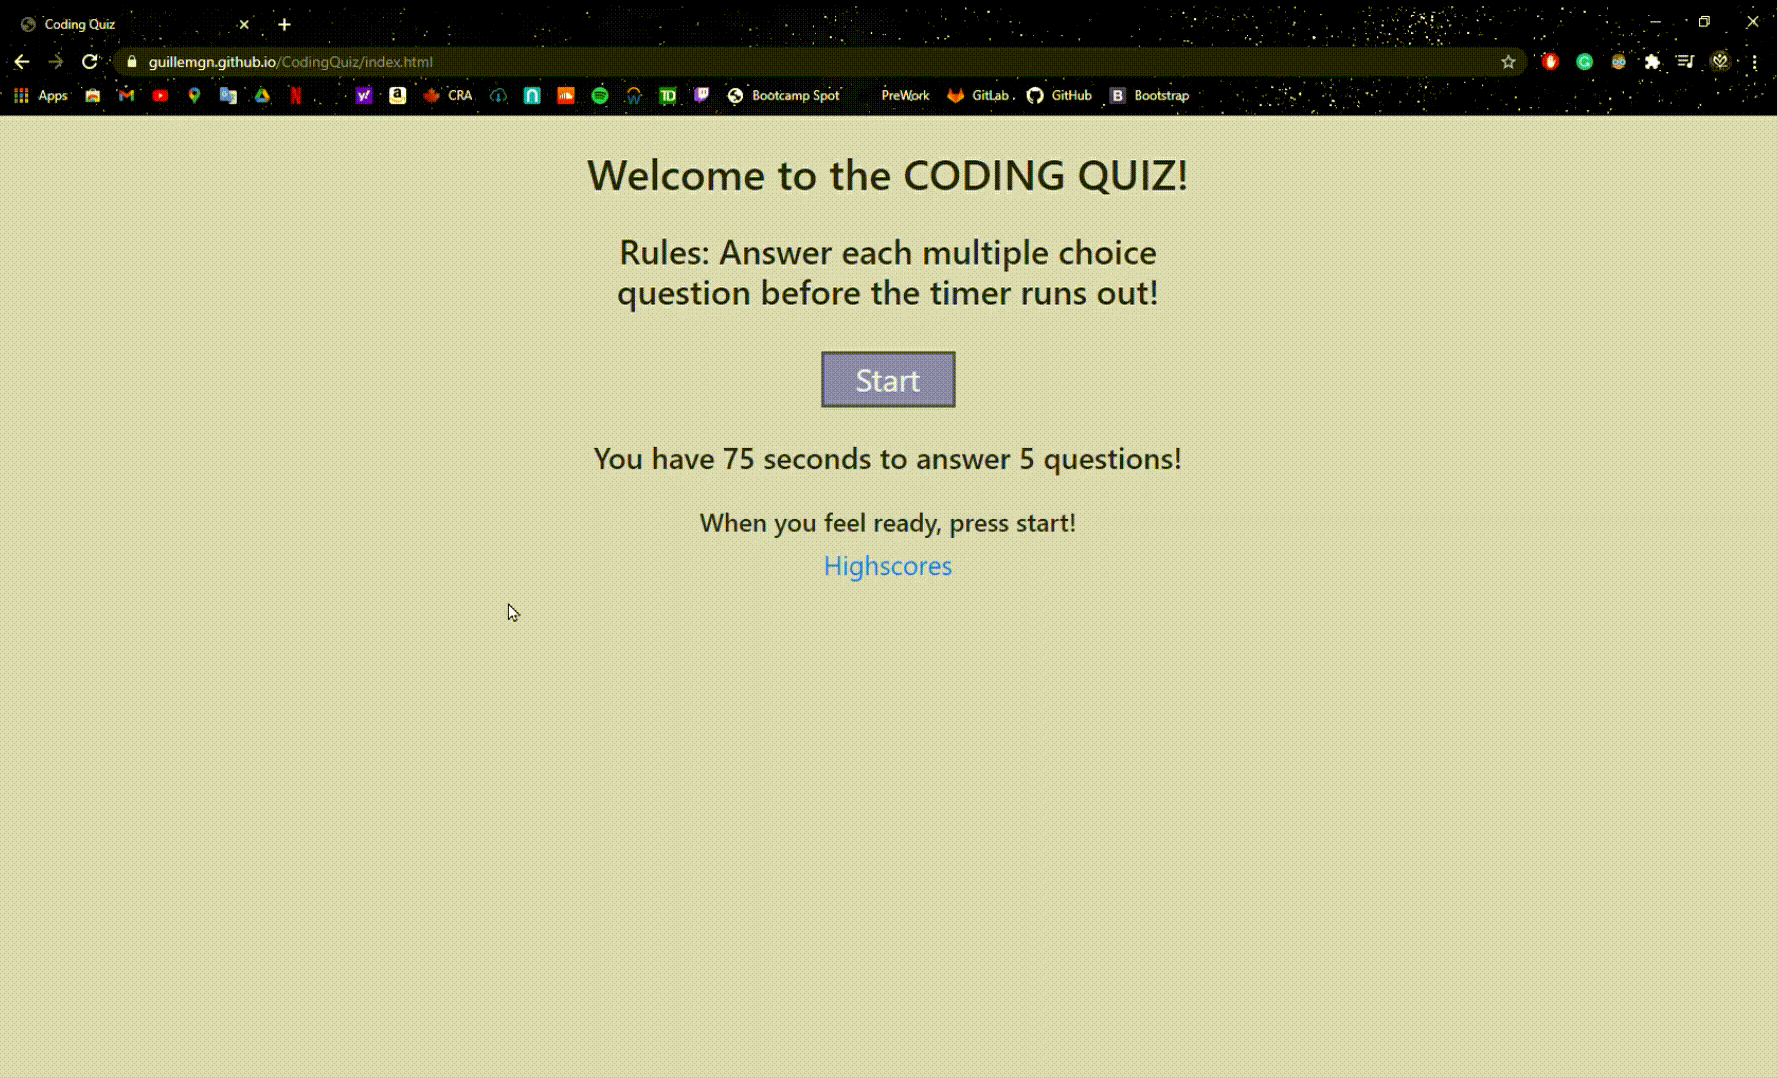 Coding Quiz
guillemgn.github.io/CodingQuiz/index.html
Apps CRA Bootcamp Spot PreWork GitLab GitHub Bootstrap
Welcome to the CODING QUIZ!
Rules: Answer each multiple choice
question before the timer runs out!
Start
You have 75 seconds to answer 5 questions!
When you feel ready, press start!
Highscores